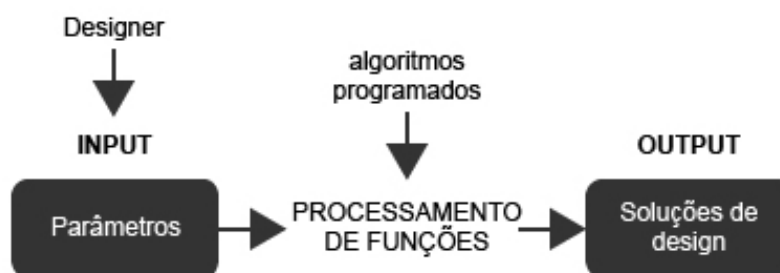 Designer
algoritmos
programados
INPUT
OUTPUT
Parâmetros
PROCESSAMENTO
DE FUNÇÕES
Soluções de
design